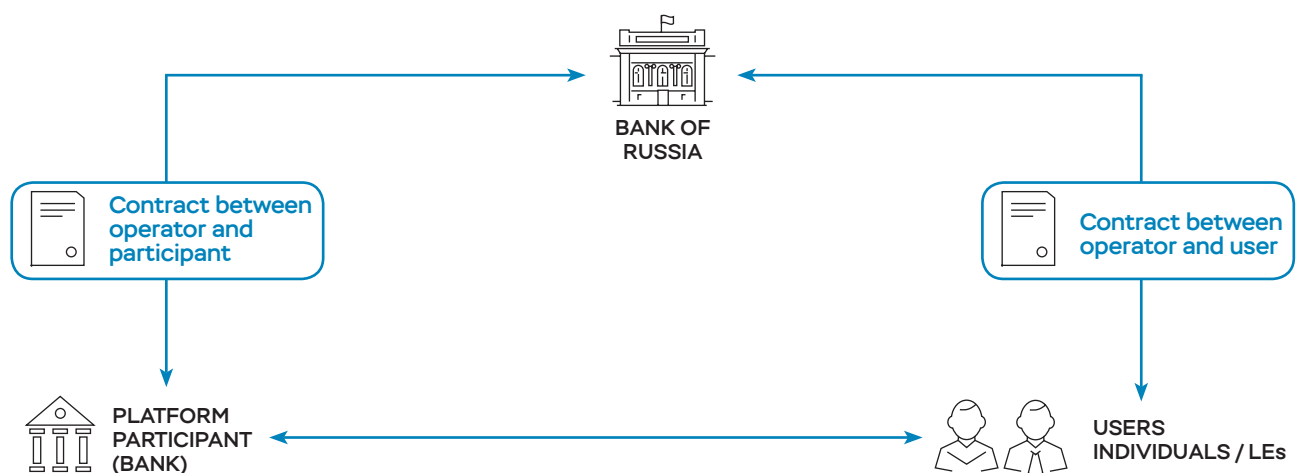 BANK OF
RUSSIA
Contract between
operator and
participant
Contract between
operator and user
PLATFORM
PARTICIPANT
(BANK)
USERS
INDIVIDUALS / LEs